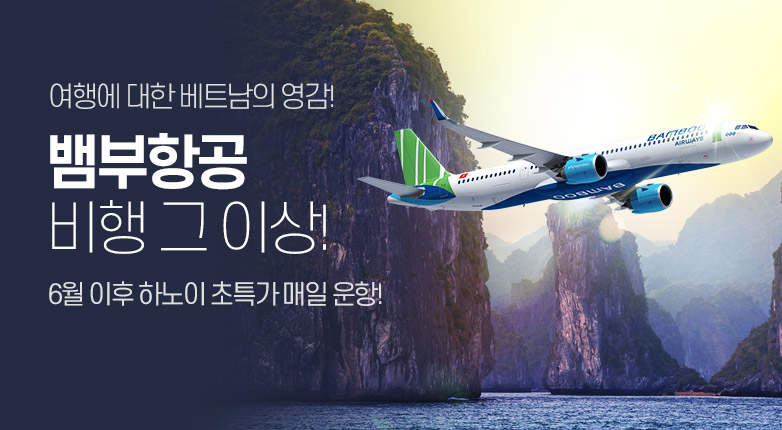 여행에 대한 베트남의 영감!
뱀부항공
비행 그 이상!
6월 이후 하노이 초특가 매일 운항!
BAMBOO
AIRWAYS
BAMBOO